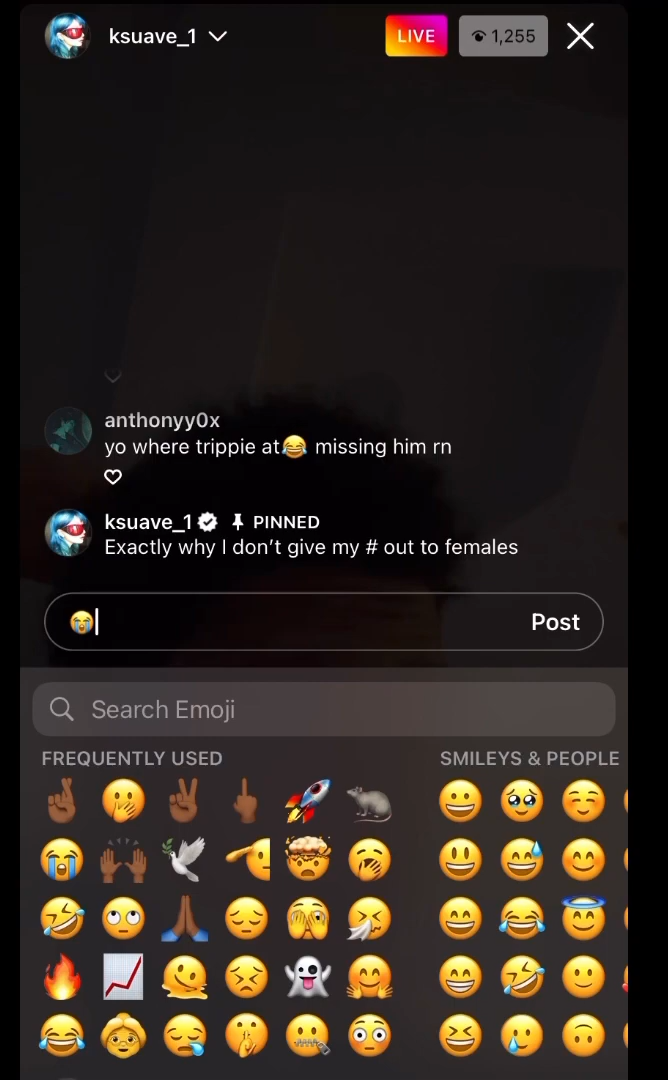 ksuave_1
LIVE
1,255
anthonyy0x
yo where trippie at😂 missing him rn
ksuave_1 PINNED
Exactly why I don’t give my # out to females
😭
Post
Search Emoji
FREQUENTLY USED
SMILEYS & PEOPLE